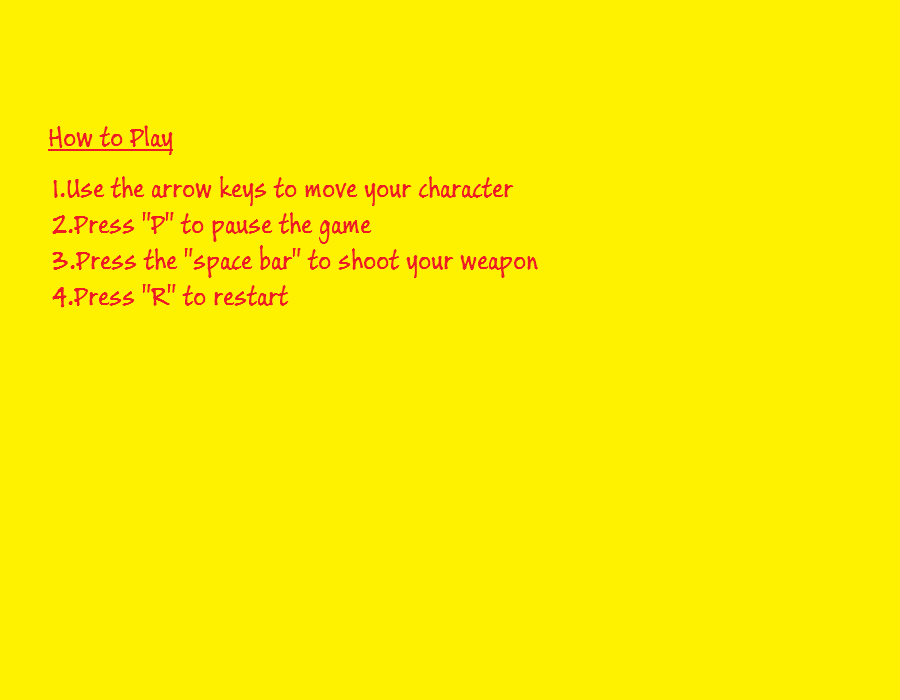 How to Play
1.Use the arrow keys to move your character
2.Press "P" to pause the game
3.Press the "space bar" to shoot your weapon
4.Press "R" to restart